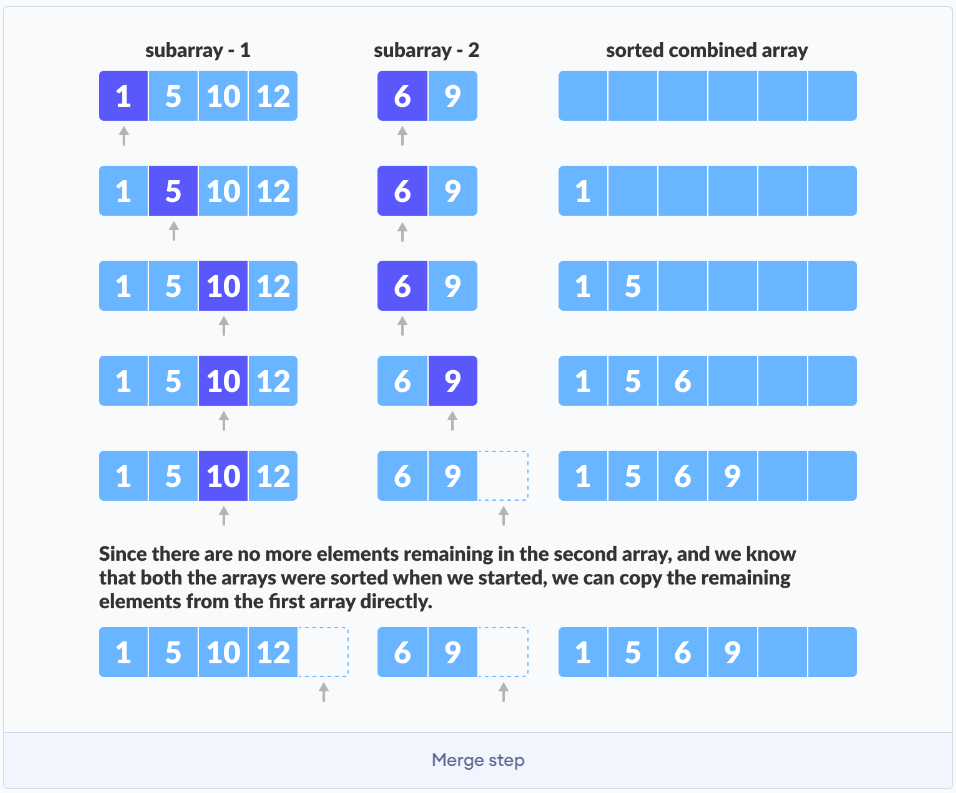 subarray - 1 subarray - 2 sorted combined array
1 5 10 12 6 9
1 5 10 12 6 9 1
1 5 10 12 6 9 1 5
1 5 10 12 6 9 1 5 6
1 5 10 12 6 9 1 5 6 9
Since there are no more elements remaining in the second array, and we know
that both the arrays were sorted when we started, we can copy the remaining
elements from the first array directly.
1 5 10 12 6 9 1 5 6 9
Merge step